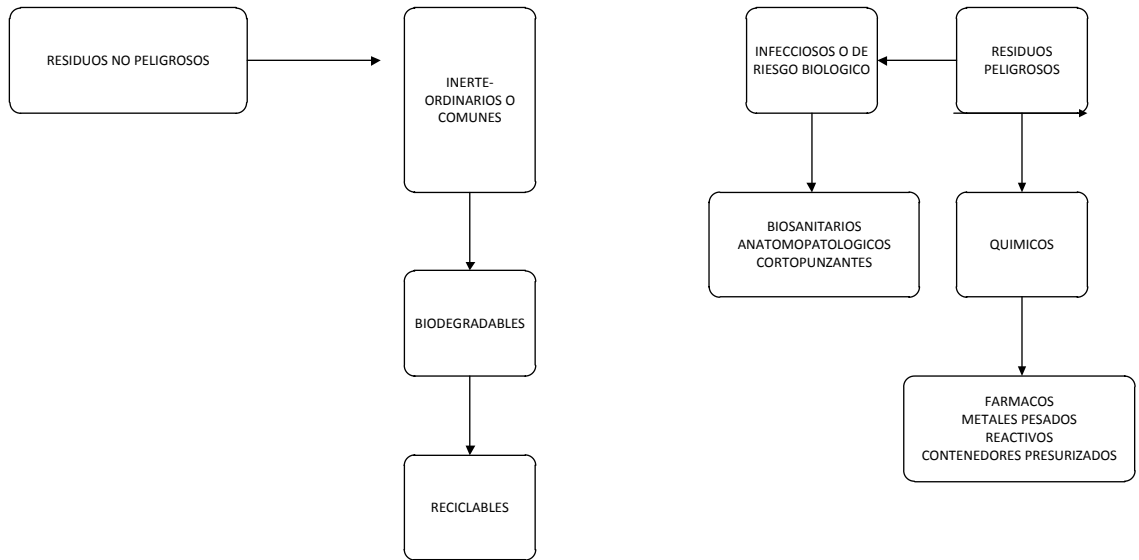 RESIDUOS NO PELIGROSOS
INERTE-
ORDINARIOS O
COMUNES
BIODEGRADABLES
RECICLABLES
INFECCIOSOS O DE
RIESGO BIOLOGICO
RESIDUOS
PELIGROSOS
BIOSANITARIOS
ANATOMOPATOLOGICOS
CORTOPUNZANTES
QUIMICOS
FARMACOS
METALES PESADOS
REACTIVOS
CONTENEDORES PRESURIZADOS